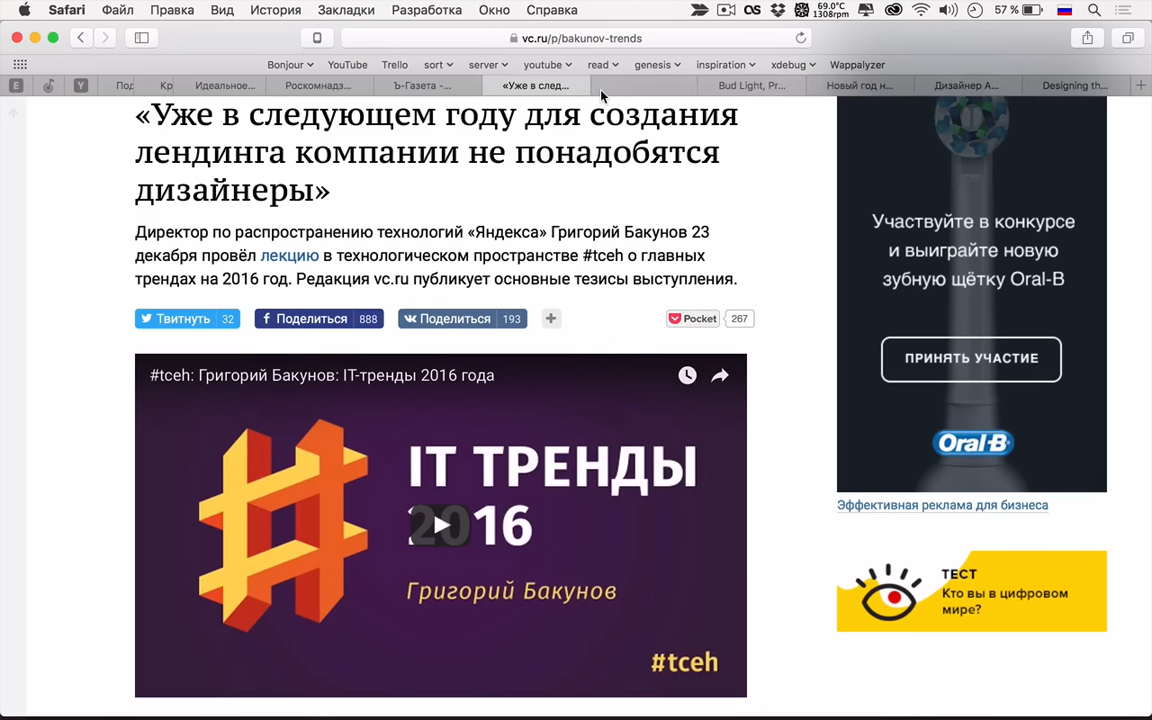 Safari Файл Правка Вид История Закладки Разработка Окно Справка 69.0°C 1308rpm 57 %
vc.ru/p/bakunov-trends
Bonjour YouTube Trello sort server youtube read genesis inspiration xdebug Wappalyzer
E Y Под Кр Идеальное... Роскомнадз... Ъ-Газета -... «Уже в след... Bud Light, Pr... Новый год н... Дизайнер А... Designing th...
«Уже в следующем году для создания
лендинга компании не понадобятся
дизайнеры»
Директор по распространению технологий «Яндекса» Григорий Бакунов 23
декабря провёл лекцию в технологическом пространстве #tceh о главных
трендах на 2016 год. Редакция vc.ru публикует основные тезисы выступления.
Твитнуть 32 Поделиться 888 Поделиться 193 Pocket 267
#tceh: Григорий Бакунов: IT-тренды 2016 года
IT ТРЕНДЫ
2016
Григорий Бакунов
#tceh
Участвуйте в конкурсе
и выиграйте новую
зубную щётку Oral-B
ПРИНЯТЬ УЧАСТИЕ
Oral-B
Эффективная реклама для бизнеса
ТЕСТ
Кто вы в цифровом
мире?